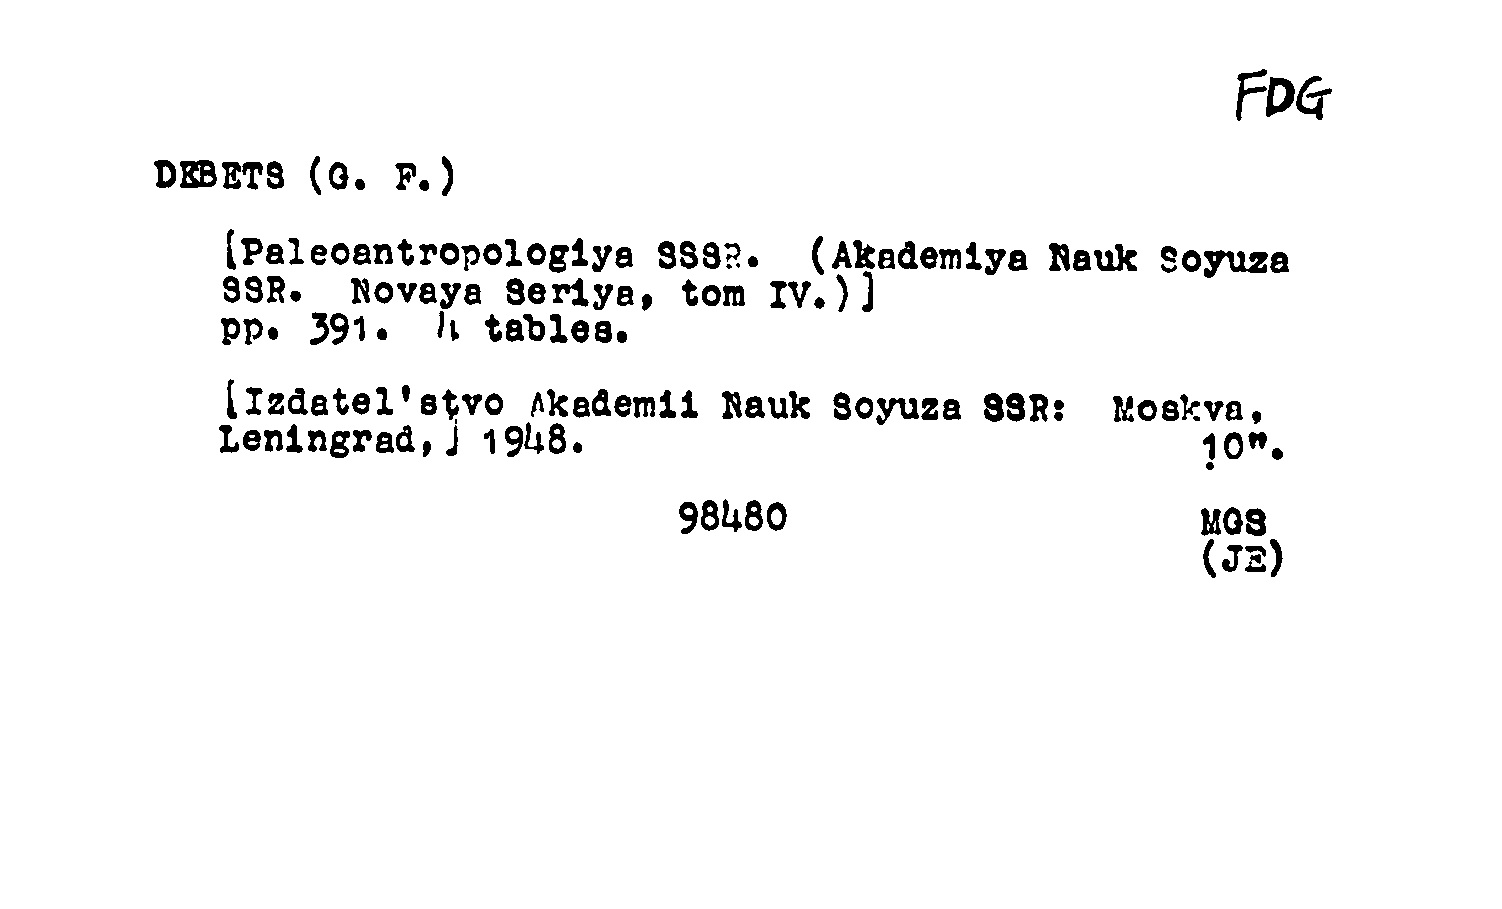 FDG
DEBETS (G. F.)
[Paleoantropologiya SSSR. (Akademiya Nauk Soyuza
SSR. Novaya Seriya, tom IV.)]
pp. 391. 4 tables.
[Izdatel'stvo Akademii Nauk Soyuza SSR: Moskva,
Leningrad,] 1948.
10".
98480
MGS
(JE)